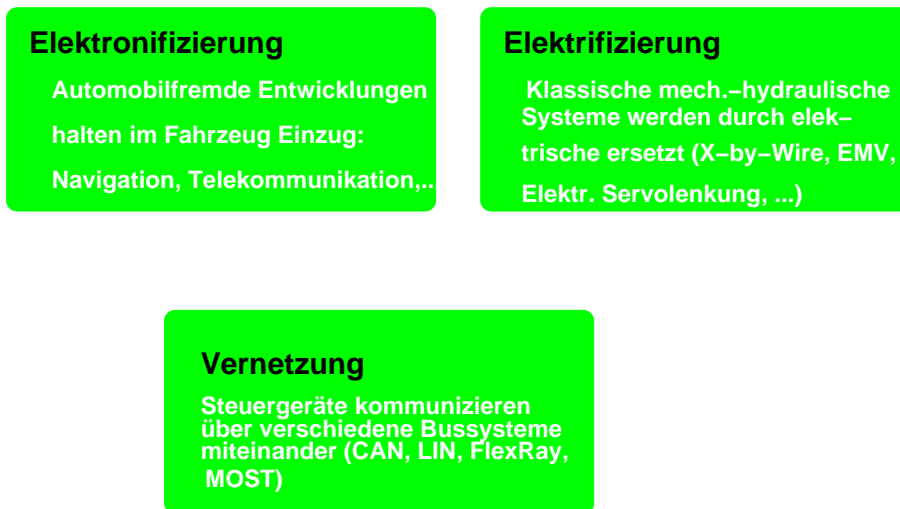 Elektronifizierung
Automobilfremde Entwicklungen
halten im Fahrzeug Einzug:
Navigation, Telekommunikation,...
Elektrifizierung
Klassische mech.–hydraulische
Systeme werden durch elek–
trische ersetzt (X–by–Wire, EMV,
Elektr. Servolenkung, ...)
Vernetzung
Steuergeräte kommunizieren
über verschiedene Bussysteme
miteinander (CAN, LIN, FlexRay,
MOST)